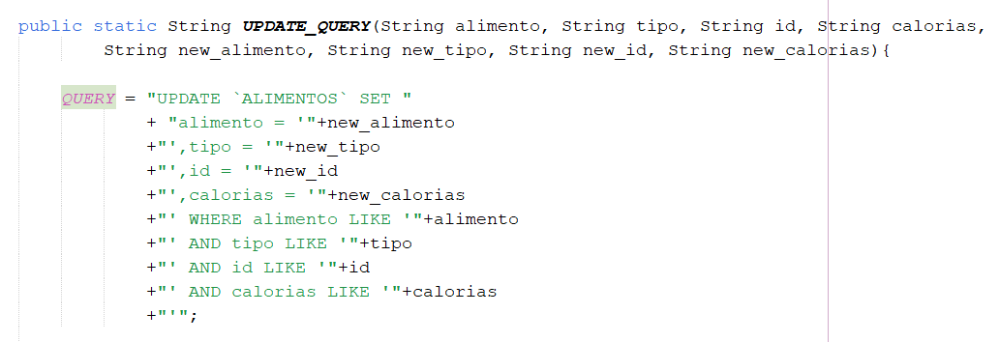 public static String UPDATE_QUERY(String alimento, String tipo, String id, String calorias,
String new_alimento, String new_tipo, String new_id, String new_calorias){
QUERY = "UPDATE `ALIMENTOS` SET "
+ "alimento = '"+new_alimento
+"',tipo = '"+new_tipo
+"',id = '"+new_id
+"',calorias = '"+new_calorias
+"' WHERE alimento LIKE '"+alimento
+"' AND tipo LIKE '"+tipo
+"' AND id LIKE '"+id
+"' AND calorias LIKE '"+calorias
+"'";